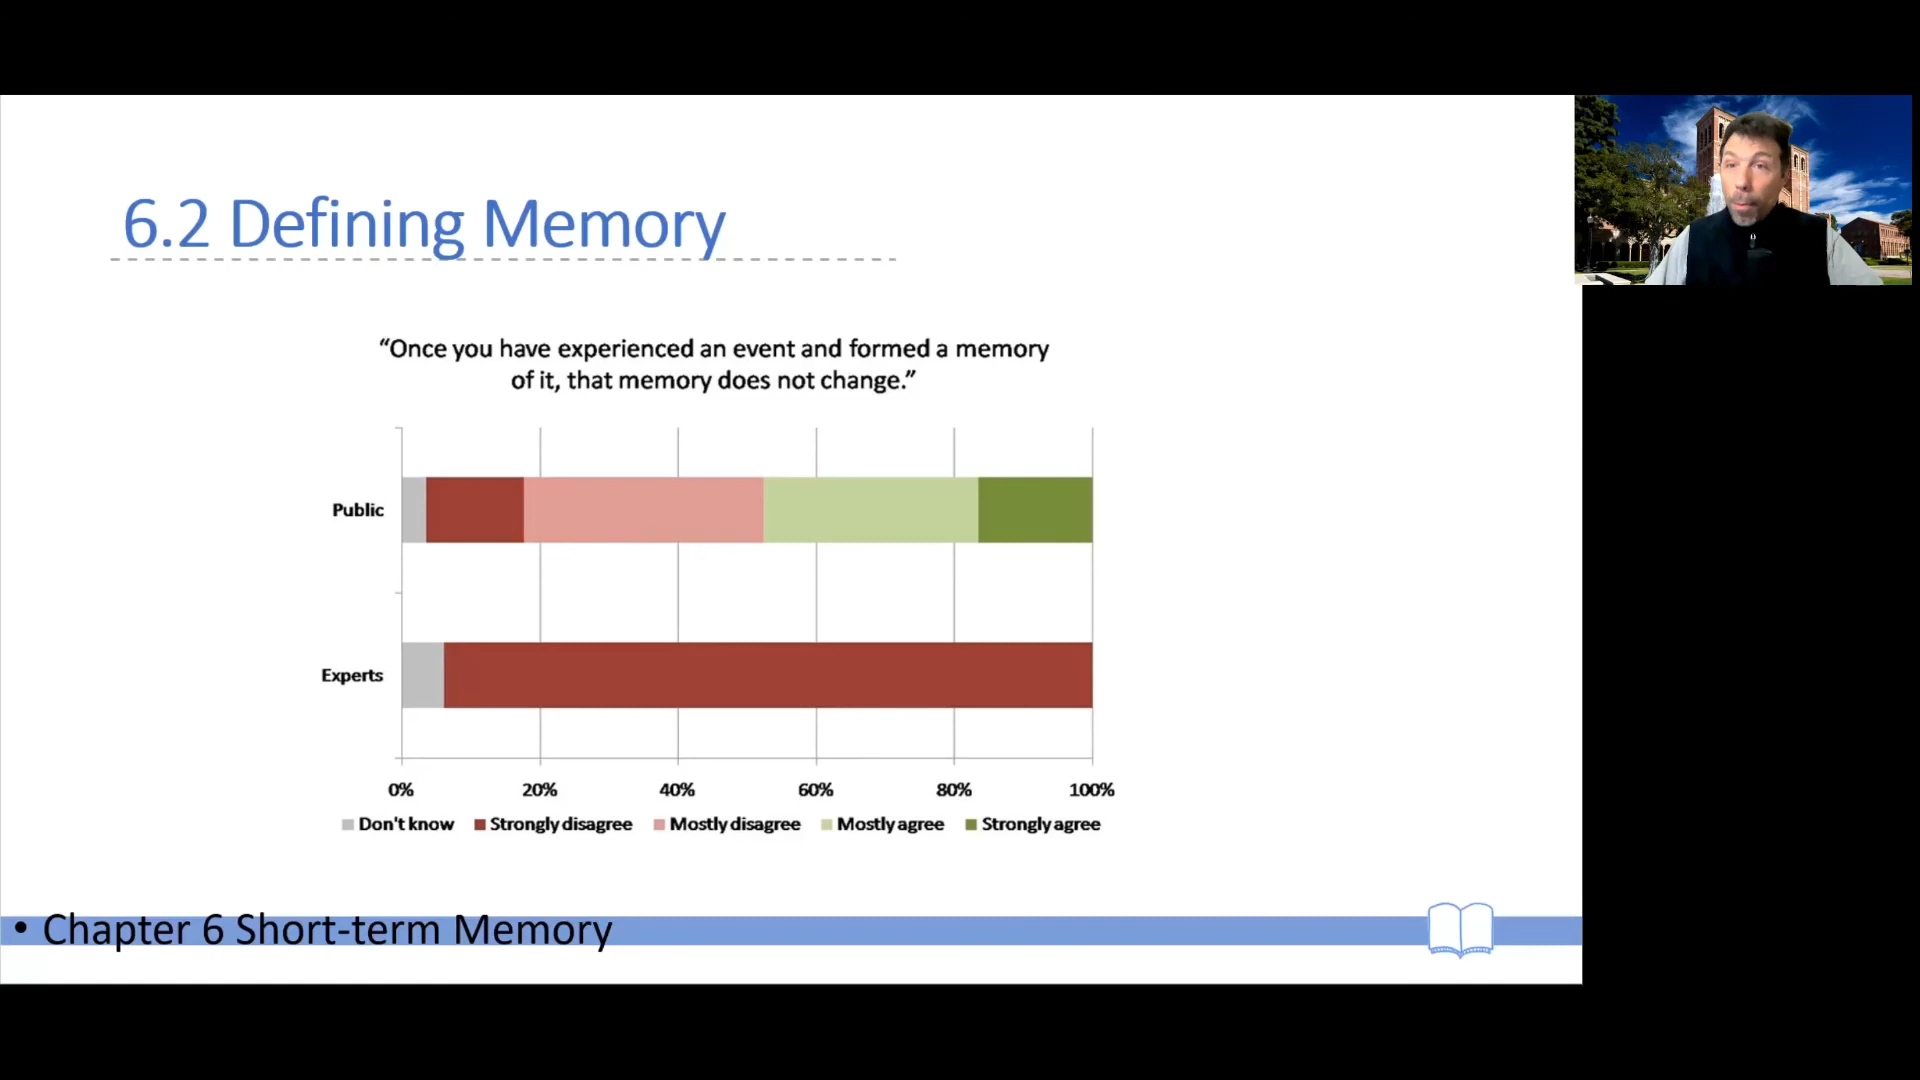 6.2 Defining Memory
“Once you have experienced an event and formed a memory
of it, that memory does not change.”
Public
Experts
0% 20% 40% 60% 80% 100%
Don't know Strongly disagree Mostly disagree Mostly agree Strongly agree
• Chapter 6 Short-term Memory